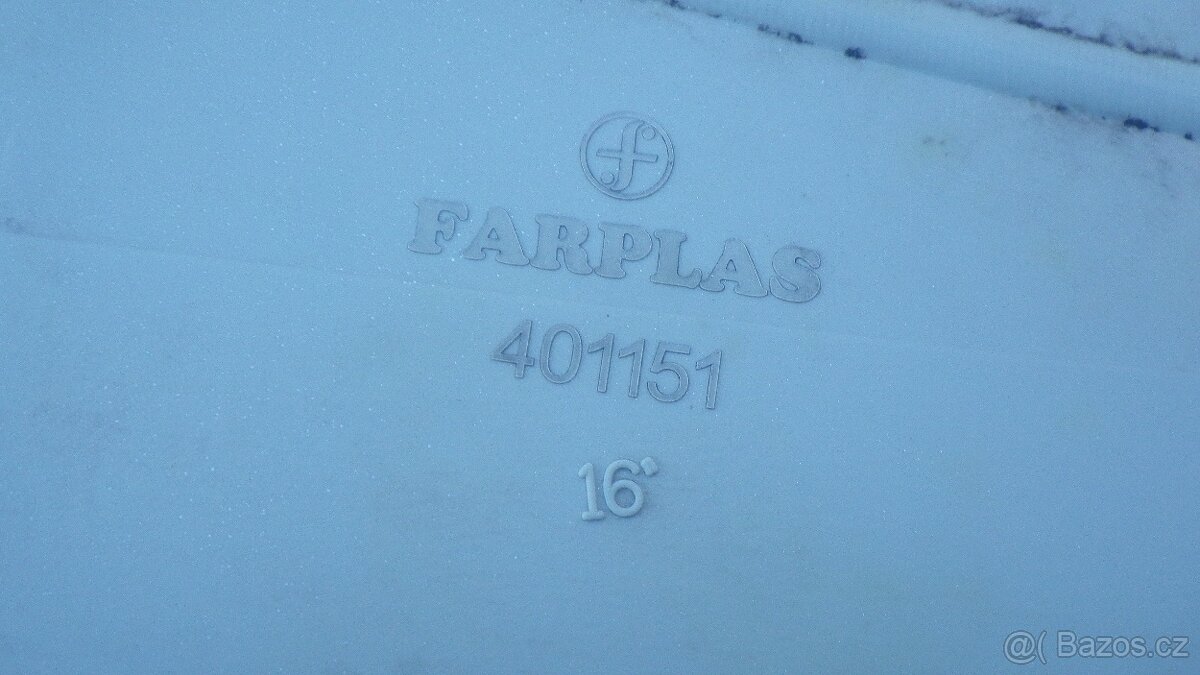 f
FARPLAS
401151
16"
@( Bazos.cz